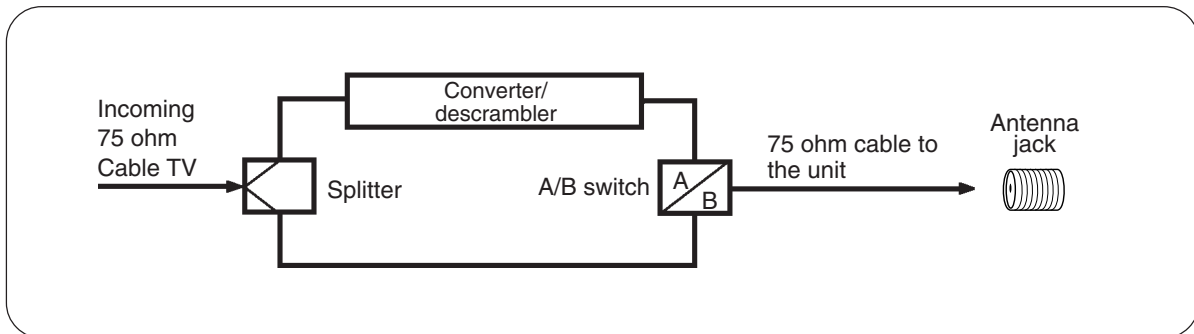 Incoming
75 ohm
Cable TV
Splitter
Converter/
descrambler
A/B switch
A
B
75 ohm cable to
the unit
Antenna
jack